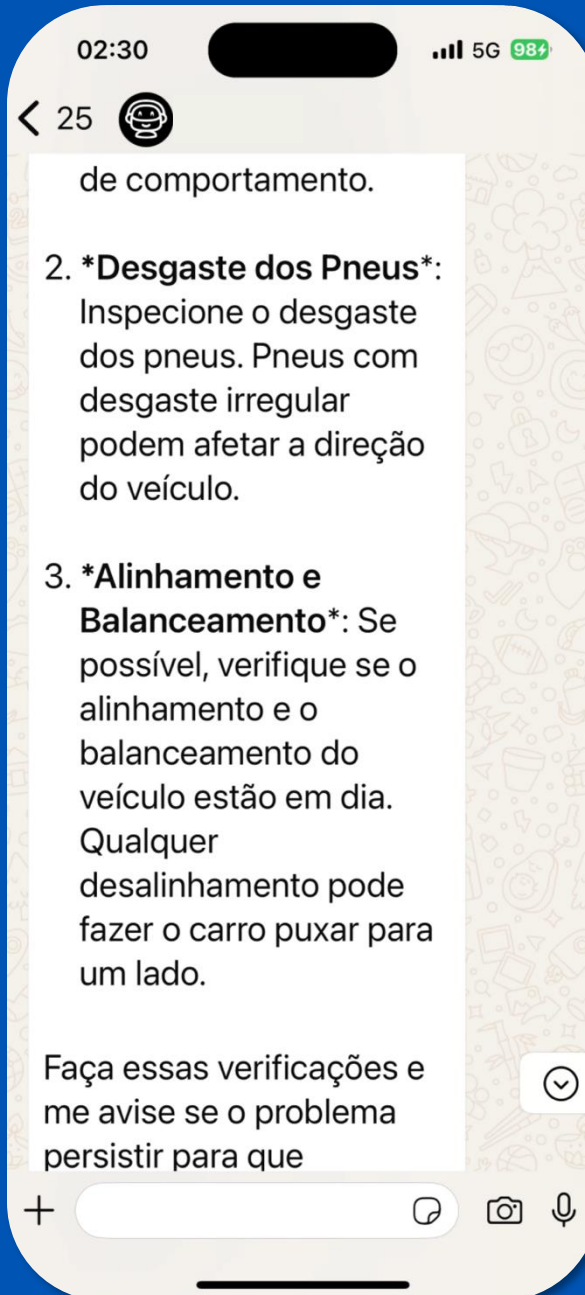 02:30
5G 98
25
de comportamento.
2. *Desgaste dos Pneus*:
Inspecione o desgaste
dos pneus. Pneus com
desgaste irregular
podem afetar a direção
do veículo.
3. *Alinhamento e
Balanceamento*: Se
possível, verifique se o
alinhamento e o
balanceamento do
veículo estão em dia.
Qualquer
desalinhamento pode
fazer o carro puxar para
um lado.
Faça essas verificações e
me avise se o problema
persistir para que